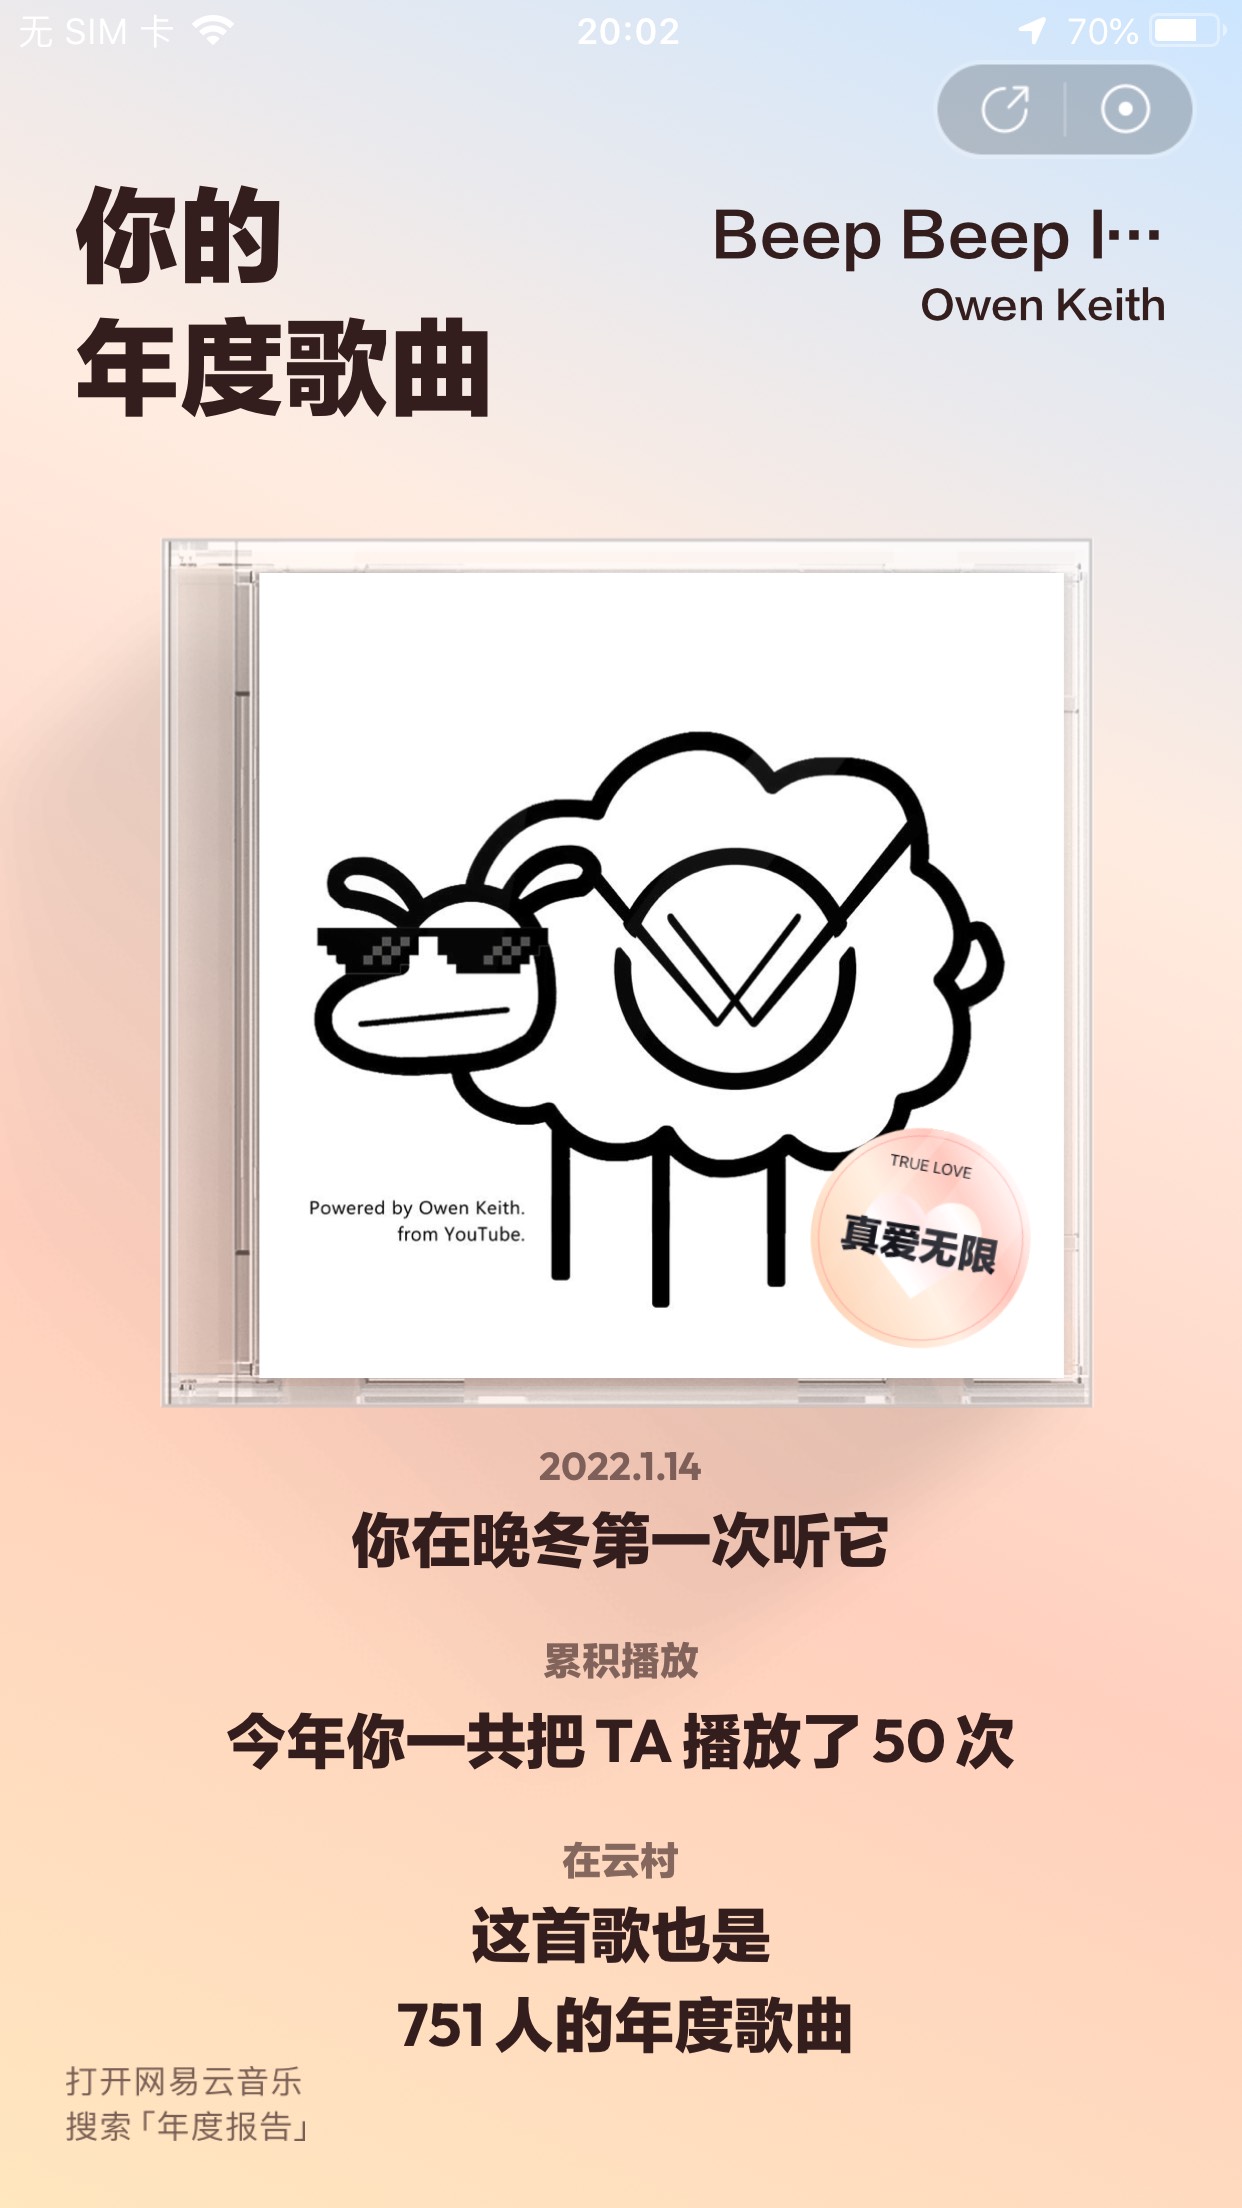 无 SIM 卡
20:02
70%
你的
年度歌曲
Beep Beep I···
Owen Keith
Powered by Owen Keith.
from YouTube.
TRUE LOVE
真爱无限
2022.1.14
你在晚冬第一次听它
累积播放
今年你一共把 TA 播放了 50 次
在云村
这首歌也是
751 人的年度歌曲
打开网易云音乐
搜索「年度报告」